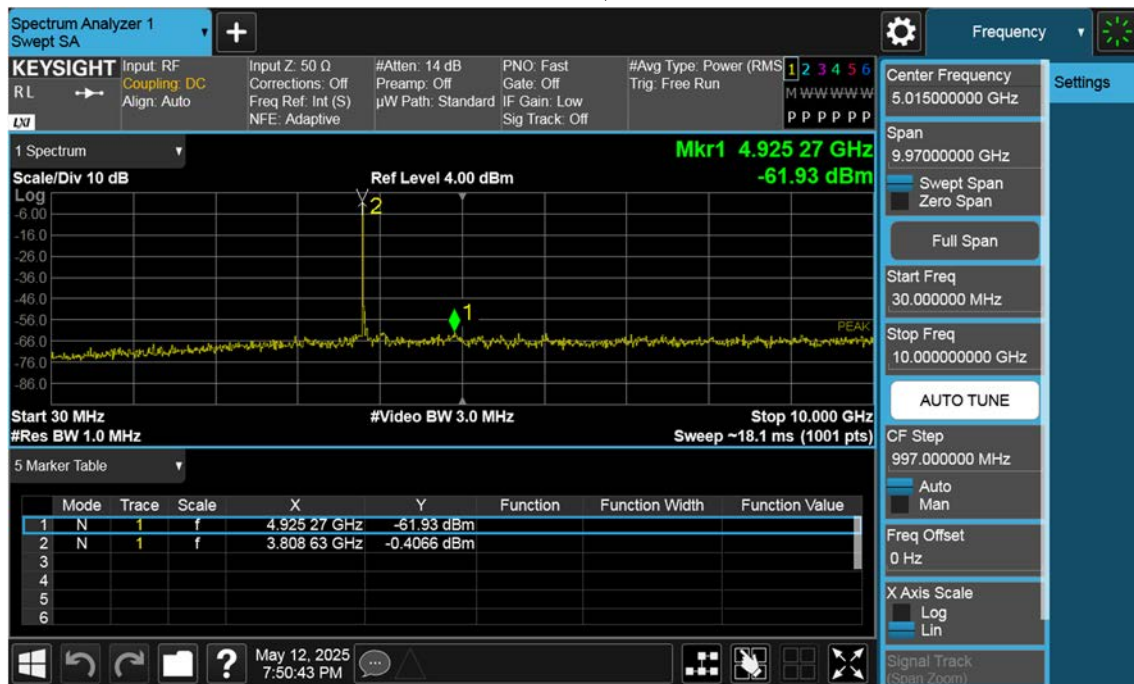 Spectrum Analyzer 1
Swept SA
+
Frequency
KEYSIGHT
RL
LXI
Input: RF
Coupling: DC
Align: Auto
Input Z: 50 Ω
Corrections: Off
Freq Ref: Int (S)
NFE: Adaptive
#Atten: 14 dB
Preamp: Off
µW Path: Standard
PNO: Fast
Gate: Off
IF Gain: Low
Sig Track: Off
#Avg Type: Power (RMS
Trig: Free Run
1 2 3 4 5 6
M W W W W W
P P P P P P
1 Spectrum
Scale/Div 10 dB
Ref Level 4.00 dBm
Mkr1 4.925 27 GHz
-61.93 dBm
Log
-6.00
-16.0
-26.0
-36.0
-46.0
-56.0
-66.0
-76.0
-86.0
2
1
PEAK
Start 30 MHz
#Video BW 3.0 MHz
Stop 10.000 GHz
#Res BW 1.0 MHz
Sweep ~18.1 ms (1001 pts)
5 Marker Table
Mode Trace Scale X Y Function Function Width Function Value
1 N 1 f 4.925 27 GHz -61.93 dBm
2 N 1 f 3.808 63 GHz -0.4066 dBm
3
4
5
6
?
May 12, 2025
7:50:43 PM
Center Frequency
5.015000000 GHz
Settings
Span
9.97000000 GHz
Swept Span
Zero Span
Full Span
Start Freq
30.000000 MHz
Stop Freq
10.000000000 GHz
AUTO TUNE
CF Step
997.000000 MHz
Auto
Man
Freq Offset
0 Hz
X Axis Scale
Log
Lin
Signal Track
(Span Zoom)